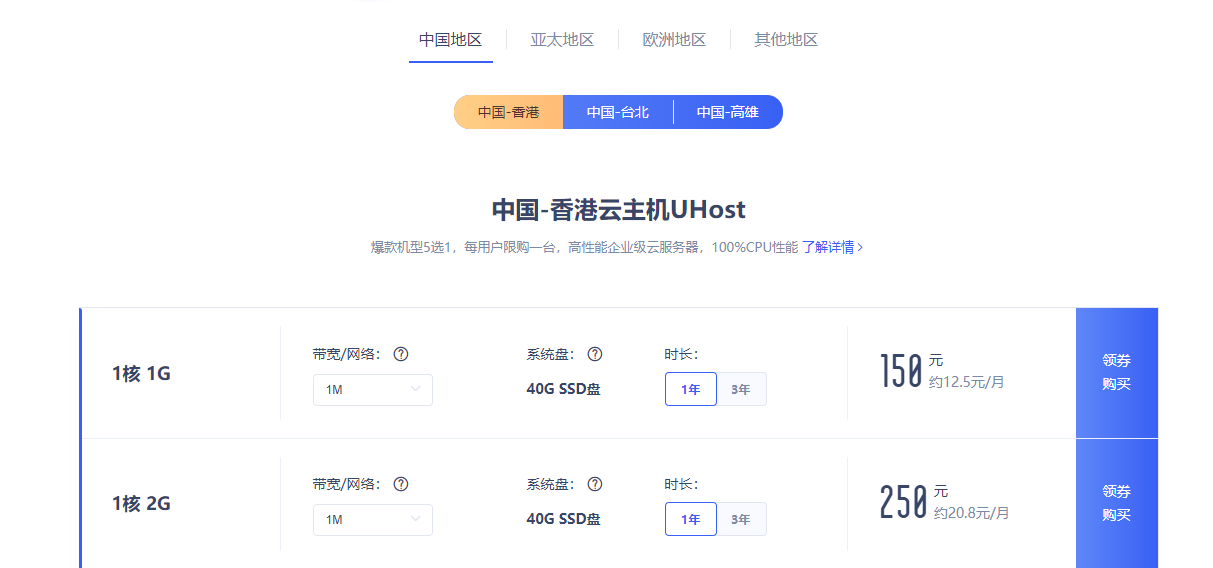 中国地区 亚太地区 欧洲地区 其他地区
中国-香港 中国-台北 中国-高雄
中国-香港云主机UHost
爆款机型5选1，每用户限购一台，高性能企业级云服务器，100%CPU性能 了解详情
1核 1G
带宽/网络：
1M
系统盘：
40G SSD盘
时长：
1年 3年
150 元
约12.5元/月
领券
购买
1核 2G
带宽/网络：
1M
系统盘：
40G SSD盘
时长：
1年 3年
250 元
约20.8元/月
领券
购买